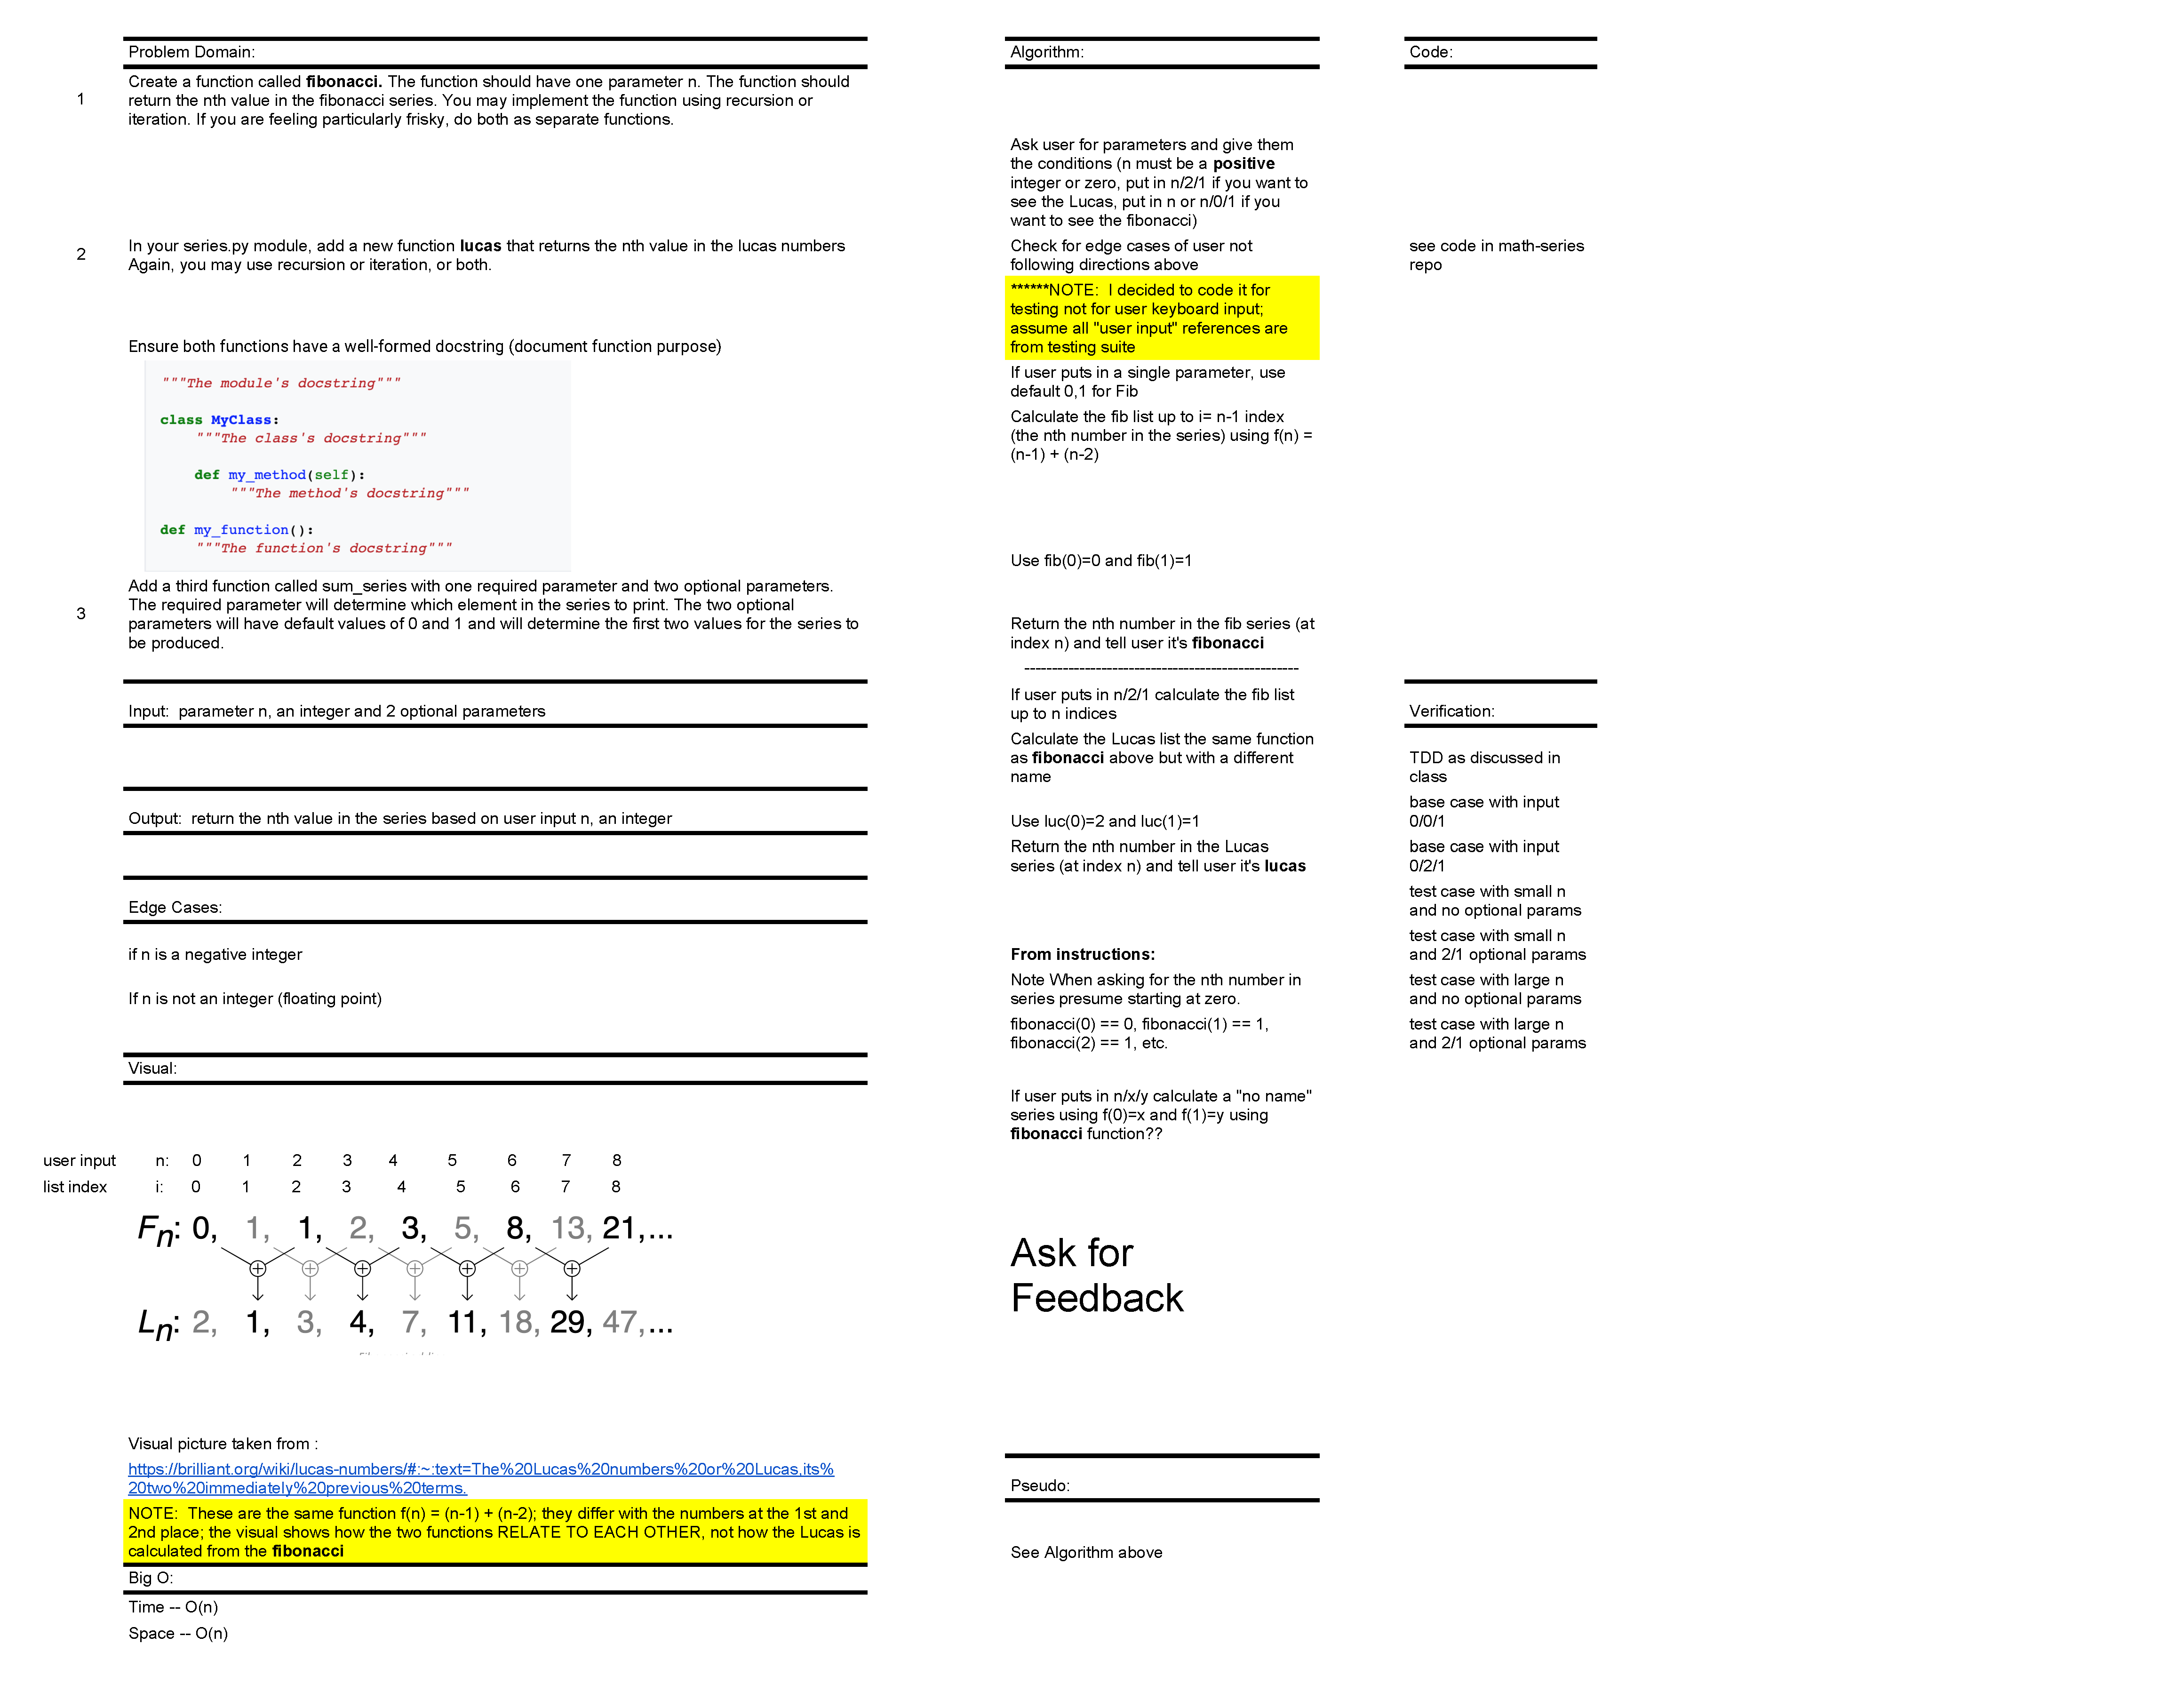 Problem Domain:
1
Create a function called fibonacci. The function should have one parameter n. The function should
return the nth value in the fibonacci series. You may implement the function using recursion or
iteration. If you are feeling particularly frisky, do both as separate functions.
2
In your series.py module, add a new function lucas that returns the nth value in the lucas numbers
Again, you may use recursion or iteration, or both.
Ensure both functions have a well-formed docstring (document function purpose)
"""The module's docstring"""
class MyClass:
"""The class's docstring"""
def my_method(self):
"""The method's docstring"""
def my_function():
"""The function's docstring"""
3
Add a third function called sum_series with one required parameter and two optional parameters.
The required parameter will determine which element in the series to print. The two optional
parameters will have default values of 0 and 1 and will determine the first two values for the series to
be produced.
Input:  parameter n, an integer and 2 optional parameters
Output:  return the nth value in the series based on user input n, an integer
Edge Cases:
if n is a negative integer
If n is not an integer (floating point)
Visual:
user input n: 0 1 2 3 4 5 6 7 8
list index i: 0 1 2 3 4 5 6 7 8
Fn: 0, 1, 1, 2, 3, 5, 8, 13, 21,...
Ln: 2, 1, 3, 4, 7, 11, 18, 29, 47,...
Visual picture taken from :
https://brilliant.org/wiki/lucas-numbers/#:~:text=The%20Lucas%20numbers%20or%20Lucas,its%
20two%20immediately%20previous%20terms.
NOTE:  These are the same function f(n) = (n-1) + (n-2); they differ with the numbers at the 1st and
2nd place; the visual shows how the two functions RELATE TO EACH OTHER, not how the Lucas is
calculated from the fibonacci
Big O:
Time -- O(n)
Space -- O(n)
Algorithm:
Ask user for parameters and give them
the conditions (n must be a positive
integer or zero, put in n/2/1 if you want to
see the Lucas, put in n or n/0/1 if you
want to see the fibonacci)
Check for edge cases of user not
following directions above
******NOTE:  I decided to code it for
testing not for user keyboard input;
assume all "user input" references are
from testing suite
If user puts in a single parameter, use
default 0,1 for Fib
Calculate the fib list up to i= n-1 index
(the nth number in the series) using f(n) =
(n-1) + (n-2)
Use fib(0)=0 and fib(1)=1
Return the nth number in the fib series (at
index n) and tell user it's fibonacci
--------------------------------------------------
If user puts in n/2/1 calculate the fib list
up to n indices
Calculate the Lucas list the same function
as fibonacci above but with a different
name
Use luc(0)=2 and luc(1)=1
Return the nth number in the Lucas
series (at index n) and tell user it's lucas
From instructions:
Note When asking for the nth number in
series presume starting at zero.
fibonacci(0) == 0, fibonacci(1) == 1,
fibonacci(2) == 1, etc.
If user puts in n/x/y calculate a "no name"
series using f(0)=x and f(1)=y using
fibonacci function??
Ask for
Feedback
Pseudo:
See Algorithm above
Code:
see code in math-series
repo
Verification:
TDD as discussed in
class
base case with input
0/0/1
base case with input
0/2/1
test case with small n
and no optional params
test case with small n
and 2/1 optional params
test case with large n
and no optional params
test case with large n
and 2/1 optional params